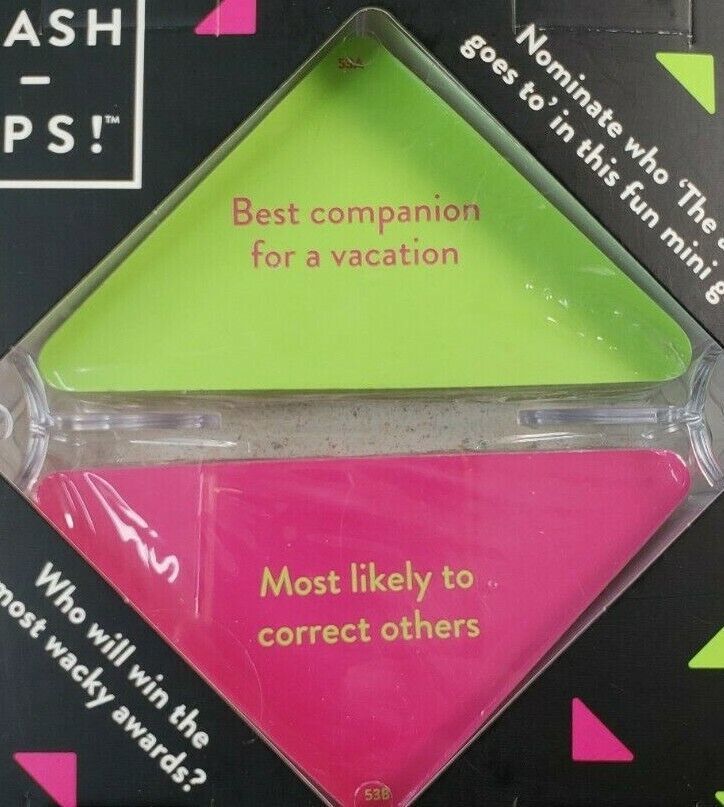 ASH
–
PS!™
Nominate who ‘The
goes to’ in this fun mini g
53A
Best companion
for a vacation
Most likely to
correct others
Who will win the
most wacky awards?
53B